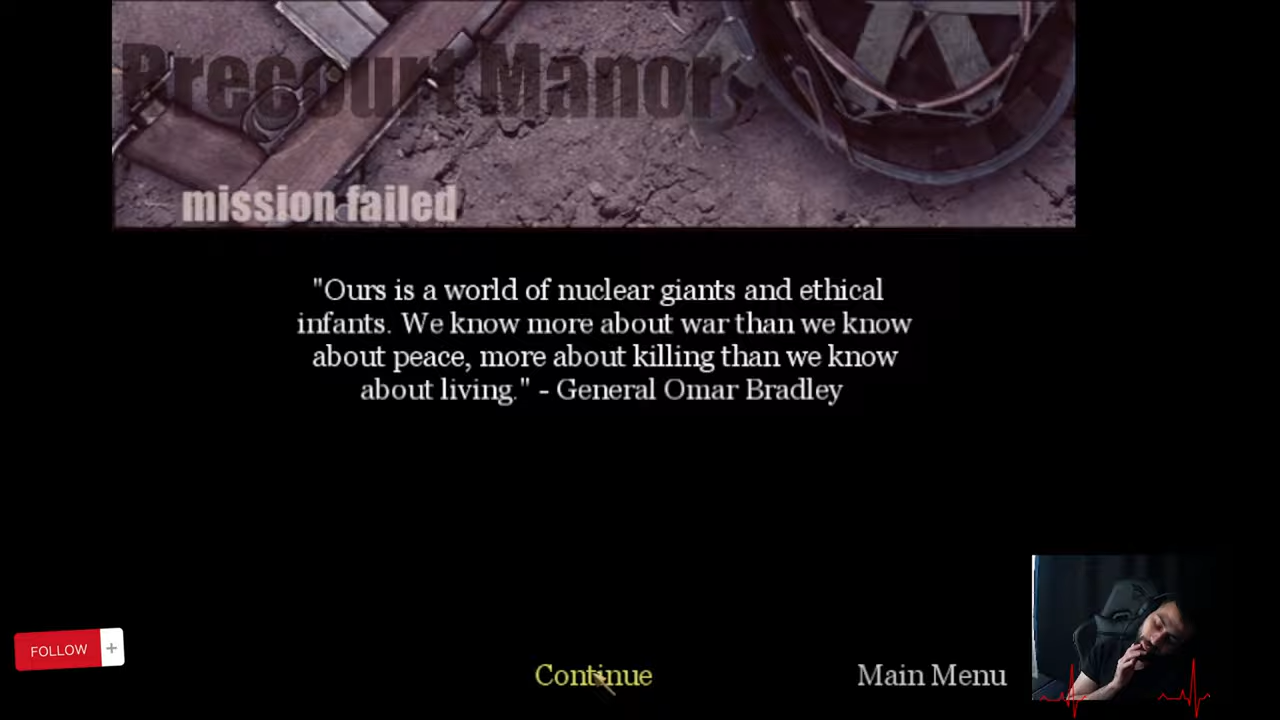 Brecourt Manor
mission failed
"Ours is a world of nuclear giants and ethical
infants. We know more about war than we know
about peace, more about killing than we know
about living." - General Omar Bradley
FOLLOW +
Continue
Main Menu